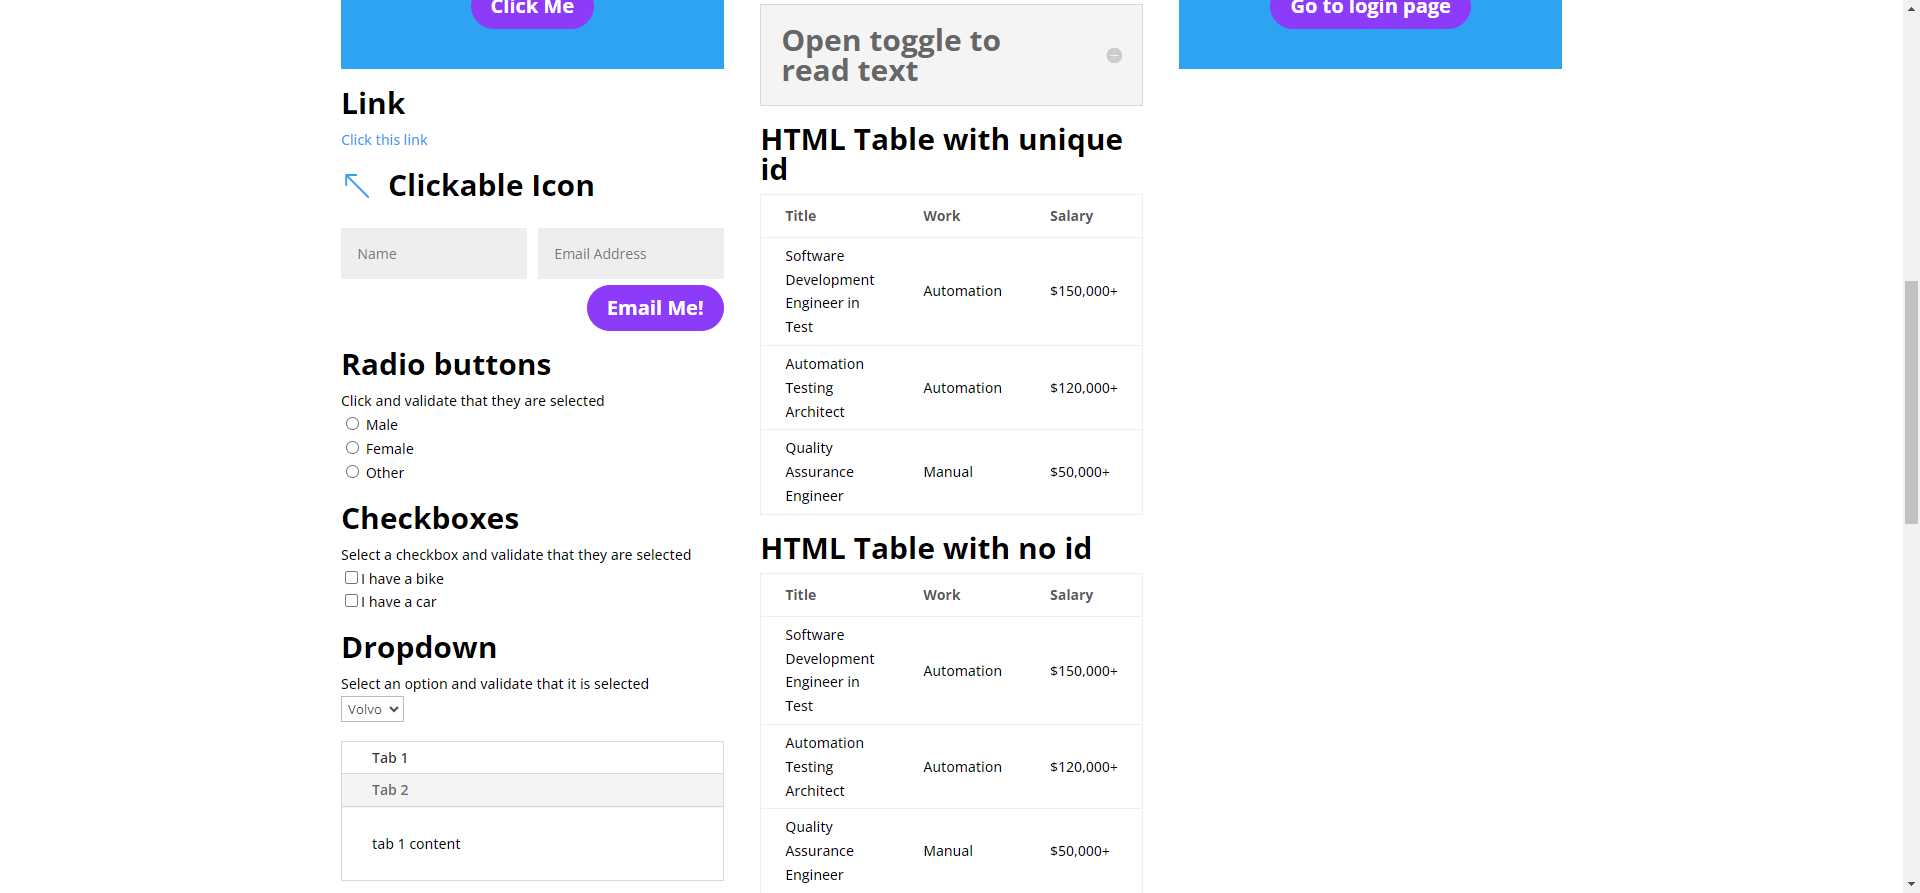 Click Me
Link
Click this link
Clickable Icon
Name
Email Address
Email Me!
Radio buttons
Click and validate that they are selected
Male
Female
Other
Checkboxes
Select a checkbox and validate that they are selected
I have a bike
I have a car
Dropdown
Select an option and validate that it is selected
Volvo
Tab 1
Tab 2
tab 1 content
Open toggle to
read text
HTML Table with unique
id
Title Work Salary
Software
Development
Engineer in
Test
Automation
$150,000+
Automation
Testing
Architect
Automation
$120,000+
Quality
Assurance
Engineer
Manual
$50,000+
HTML Table with no id
Title Work Salary
Software
Development
Engineer in
Test
Automation
$150,000+
Automation
Testing
Architect
Automation
$120,000+
Quality
Assurance
Engineer
Manual
$50,000+
Go to login page